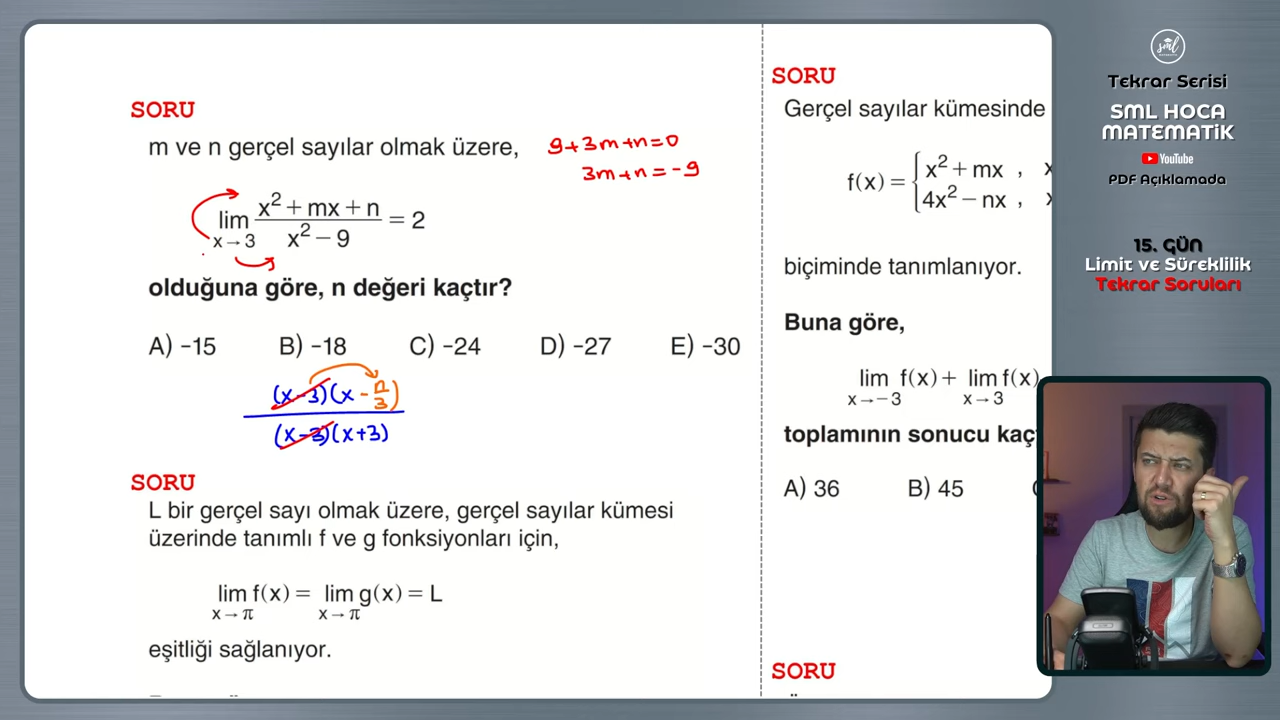 SORU
m ve n gerçel sayılar olmak üzere,
9+3m+n=0
3m+n=-9
lim x→3 x²+mx+n / x²-9 = 2
olduğuna göre, n değeri kaçtır?
A) -15 B) -18 C) -24 D) -27 E) -30
(x-3)(x-n/3)
(x-3)(x+3)
SORU
L bir gerçel sayı olmak üzere, gerçel sayılar kümesi
üzerinde tanımlı f ve g fonksiyonları için,
lim x→π f(x) = lim x→π g(x) = L
eşitliği sağlanıyor.
SORU
Gerçel sayılar kümesinde
f(x) = { x²+mx , x
4x²-nx , x
biçiminde tanımlanıyor.
Buna göre,
lim x→-3 f(x) + lim x→3 f(x)
toplamının sonucu kaç
A) 36 B) 45
SORU
sml
Tekrar Serisi
SML HOCA
MATEMATİK
YouTube
PDF Açıklamada
15. GÜN
Limit ve Süreklilik
Tekrar Soruları